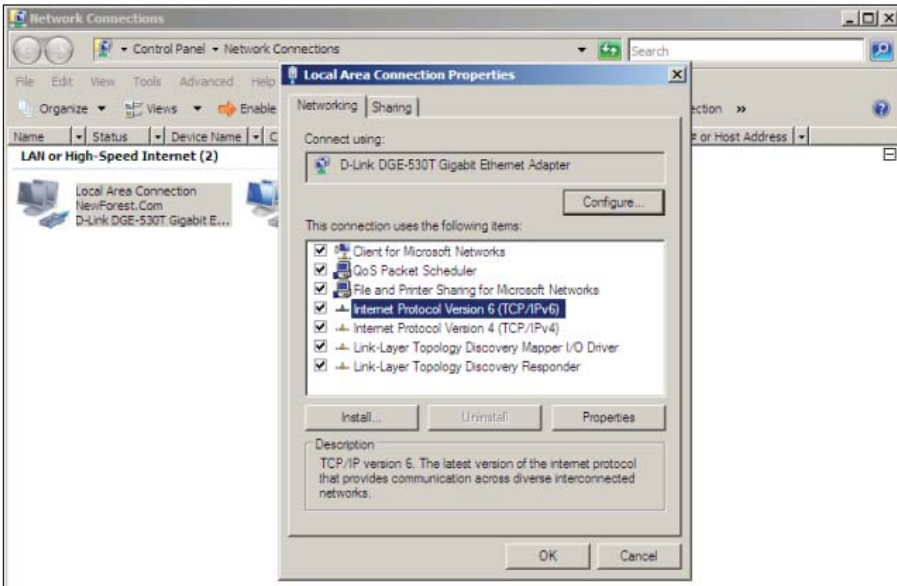 Network Connections
Control Panel Network Connections
Search
File Edit View Tools Advanced Help
Organize Views Enable
ection »
Name Status Device Name C
# or Host Address
LAN or High-Speed Internet (2)
Local Area Connection
NewForest.Com
D-Link DGE-530T Gigabit E...
Local Area Connection Properties
Networking Sharing
Connect using:
D-Link DGE-530T Gigabit Ethernet Adapter
Configure...
This connection uses the following items:
Client for Microsoft Networks
QoS Packet Scheduler
File and Printer Sharing for Microsoft Networks
Internet Protocol Version 6 (TCP/IPv6)
Internet Protocol Version 4 (TCP/IPv4)
Link-Layer Topology Discovery Mapper I/O Driver
Link-Layer Topology Discovery Responder
Install... Uninstall Properties
Description
TCP/IP version 6. The latest version of the internet protocol
that provides communication across diverse interconnected
networks.
OK Cancel